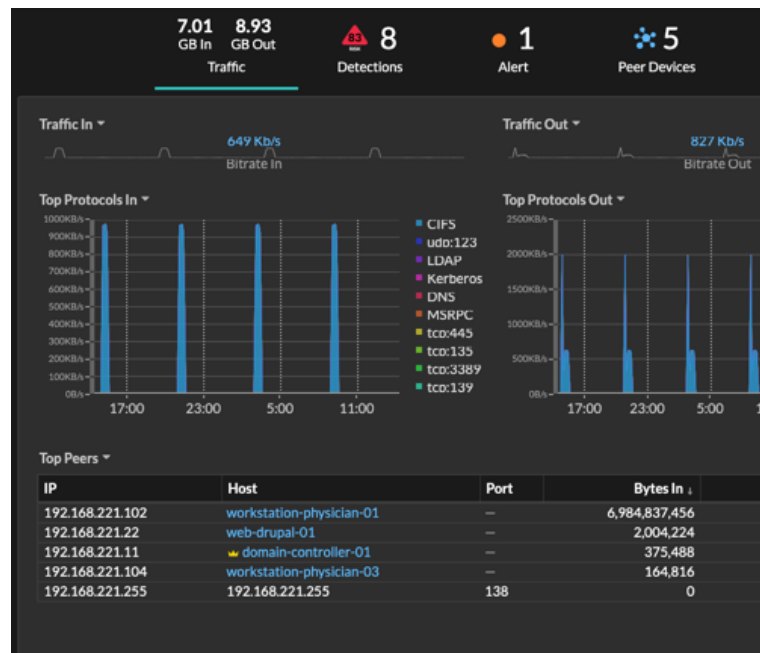 7.01 8.93
GB In GB Out
Traffic
83
RISK
8
Detections
1
Alert
5
Peer Devices
Traffic In
649 Kb/s
Bitrate In
Traffic Out
827 Kb/s
Bitrate Out
Top Protocols In
1000KB/s
900KB/s
800KB/s
700KB/s
600KB/s
500KB/s
400KB/s
300KB/s
200KB/s
100KB/s
0B/s
17:00 23:00 5:00 11:00
CIFS
udp:123
LDAP
Kerberos
DNS
MSRPC
tcp:445
tcp:135
tcp:3389
tcp:139
Top Protocols Out
2500KB/s
2000KB/s
1500KB/s
1000KB/s
500KB/s
0B/s
17:00 23:00 5:00 1
Top Peers
IP Host Port Bytes In ↓
192.168.221.102 workstation-physician-01 — 6,984,837,456
192.168.221.22 web-drupal-01 — 2,004,224
192.168.221.11 domain-controller-01 — 375,488
192.168.221.104 workstation-physician-03 — 164,816
192.168.221.255 192.168.221.255 138 0